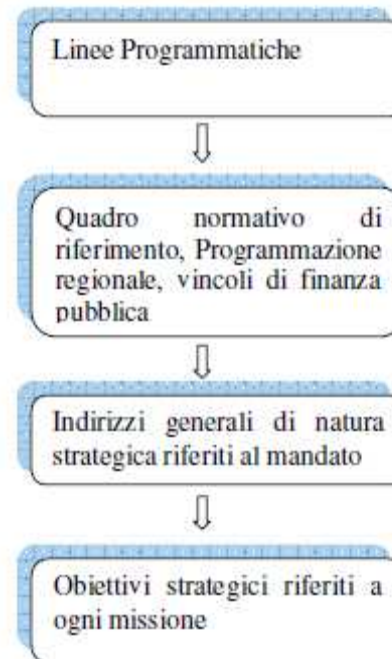 Linee Programmatiche
Quadro normativo di
riferimento, Programmazione
regionale, vincoli di finanza
pubblica
Indirizzi generali di natura
strategica riferiti al mandato
Obiettivi strategici riferiti a
ogni missione